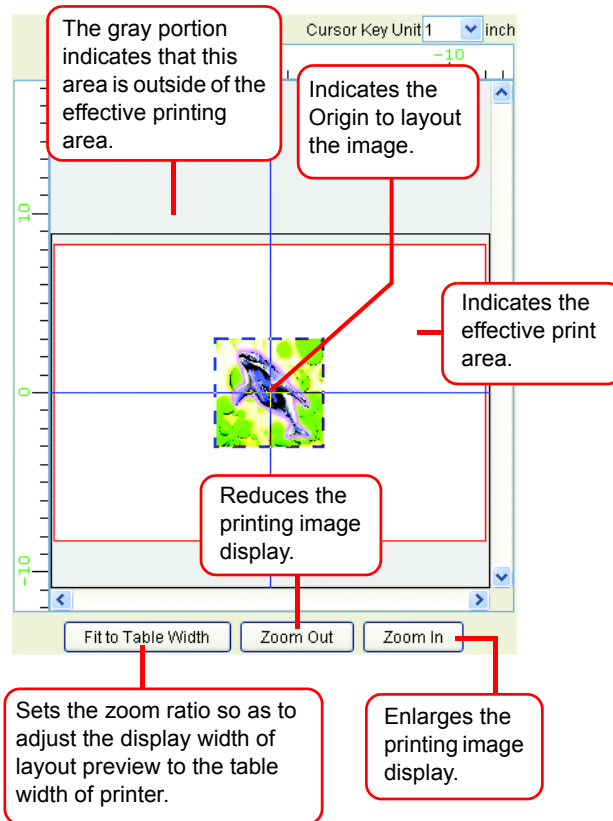 The gray portion
indicates that this
area is outside of the
effective printing
area.
Cursor Key Unit 1 inch
-10
Indicates the
Origin to layout
the image.
10
Indicates the
effective print
area.
0
Reduces the
printing image
display.
-10
Fit to Table Width
Zoom Out
Zoom In
Sets the zoom ratio so as to
adjust the display width of
layout preview to the table
width of printer.
Enlarges the
printing image
display.